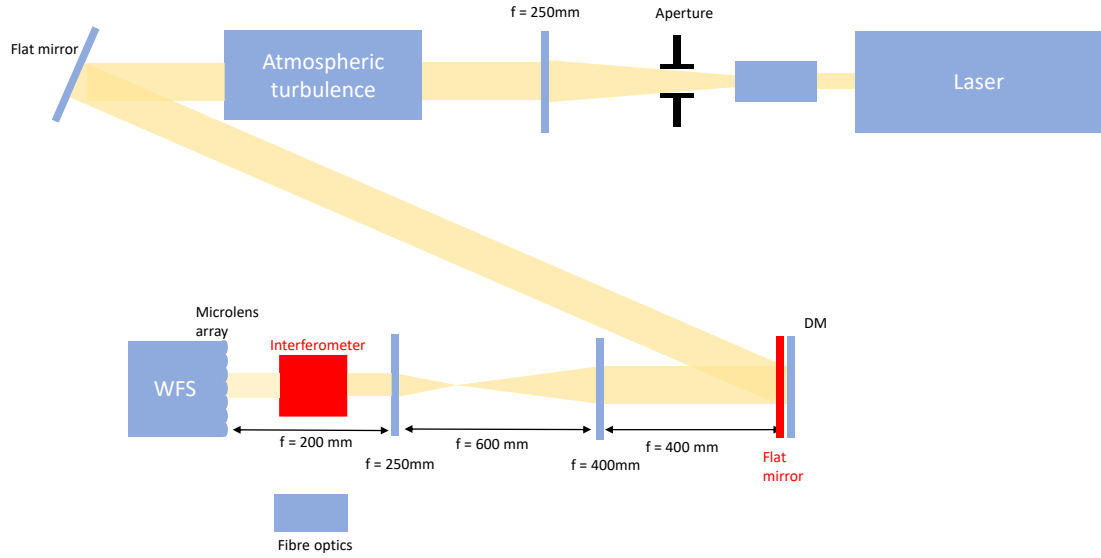 f = 250mm
Aperture
Flat mirror
Atmospheric
turbulence
Laser
Microlens
array
Interferometer
DM
WFS
f = 200 mm
f = 600 mm
f = 400 mm
f = 250mm
f = 400mm
Flat
mirror
Fibre optics